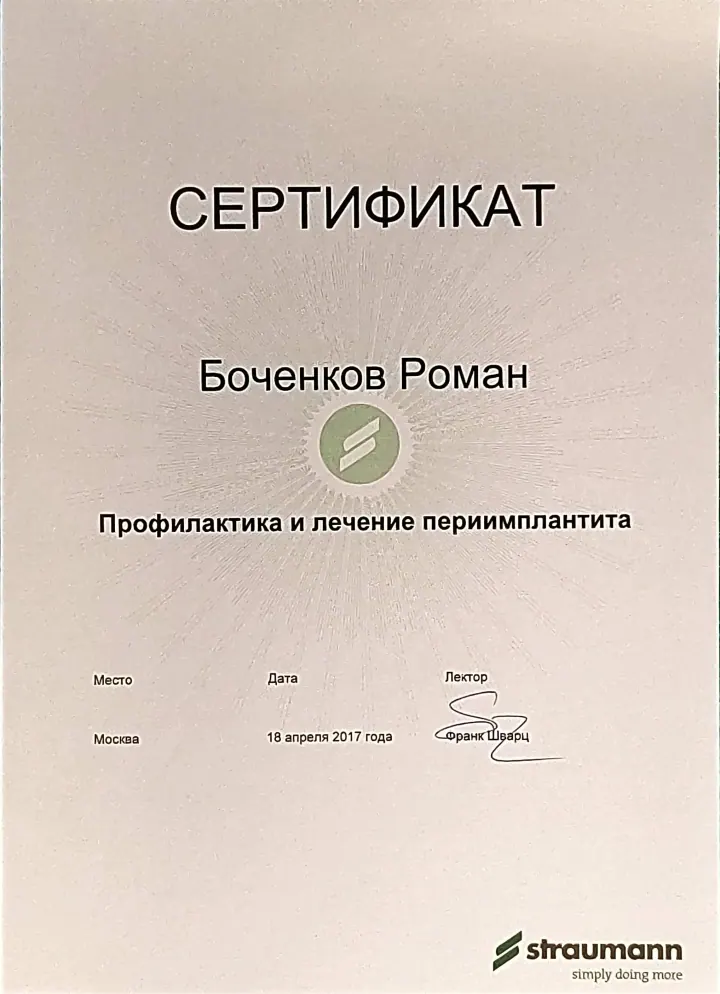 СЕРТИФИКАТ
Боченков Роман
Профилактика и лечение периимплантита
Место Дата Лектор
Москва 18 апреля 2017 года Франк Шварц
straumann
simply doing more